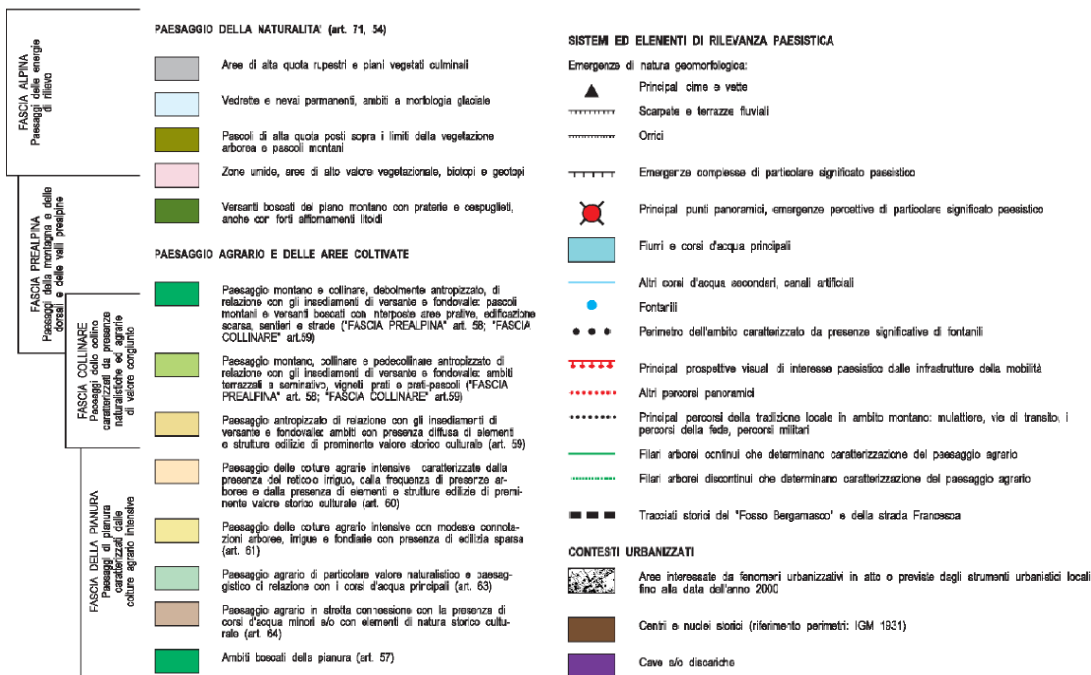 FASCIA ALPINA
Paesaggi delle energie
di rilievo
FASCIA PREALPINA
Paesaggi della montagna e delle
dorsali e delle valli prealpine
FASCIA COLLINARE
Paesaggi dello collino
caratterizzati da presenze
naturalistiche ed agrarie
di valore congiunto
FASCIA DELLA PIANURA
Paesaggi di pianura
caratterizzati dalle
colture agrario intensive
PAESAGGIO DELLA NATURALITA' (art. 71, 54)
Aree di alta quota rupestri e piani vegetati culminali
Vedrette e nevai permanenti, ambiti a morfologia glaciale
Pascoli di alta quota posti sopra i limiti della vegetazione
arborea e pascoli montani
Zone umide, aree di alto valore vegetazionale, biotopi e geotopi
Versanti boscati del piano montano con praterie e cespuglieti,
anche con forti affiornamenti litoidi
PAESAGGIO AGRARIO E DELLE AREE COLTIVATE
Paesaggio montano e collinare, debolmente antropizzato, di
relazione con gli insediamenti di versante e fondovalle: pascoli
montani e versanti boscati con interposte aree prative, edificazione
scarsa, sentieri e strade ("FASCIA PREALPINA" art. 58; "FASCIA
COLLINARE" art.59)
Paesaggio montano, collinare e pedecollinare antropizzato di
relazione con gli insediamenti di versante e fondovalle: ambiti
terrazzati a seminativo, vigneti prati e prati-pascoli ("FASCIA
PREALPINA" art. 58; "FASCIA COLLINARE" art.59)
Paesaggio antropizzato di relazione con gli insediamenti di
versante e fondovalle: ambiti con presenza diffusa di elementi
e strutture edilizie di preminente valore storico culturale (art. 59)
Paesaggio delle colture agrarie intensive caratterizzate dalla
presenza del reticolo irriguo, dalla frequenza di presenze ar-
boree e dalla presenza di elementi e strutture edilizie di premi-
nente valore storico culturale (art. 60)
Paesaggio delle colture agrario intensive con modeste connota-
zioni arboree, irrigue e fondiarie con presenza di edilizia sparsa
(art. 61)
Paesaggio agrario di particolare valore naturalistico e paesag-
gistico di relazione con i corsi d'acqua principali (art. 63)
Paesaggio agrario in stretta connessione con la presenza di
corsi d'acqua minori e/o con elementi di natura storico cultu-
rale (art. 64)
Ambiti boscati della pianura (art. 57)
SISTEMI ED ELEMENTI DI RILEVANZA PAESISTICA
Emergenze di natura geomorfologica:
Principal cime e vette
Scarpate e terrazze fluviali
Orrici
Emergenze complesse di particolare significato paesistico
Principal punti panoramici, emergenze percettive di particolare significato paesistico
Fiumi e corsi d'acqua principali
Altri corsi d'acqua secondari, canali artificiali
Fontanili
Perimetro dell'ambito caratterizzato da presenze significative di fontanili
Principal prospettive visual di interesse paesistico dalle infrastrutture della mobilità
Altri percorsi panoramici
Principal percorsi della tradizione locale in ambito montano: mulattiere, vie di transito, i
percorsi della fede, percorsi militari
Filari arborei continui che determinano caratterizzazione del paesaggio agrario
Filari arborei discontinui che determinano caratterizzazione del paesaggio agrario
Tracciati storici del "Fosso Bergamasco" e della strada Francesca
CONTESTI URBANIZZATI
Aree interessate da fenomeni urbanizzativi in atto o previste dagli strumenti urbanistici locali
fino alla data dell'anno 2000
Centri e nuclei storici (riferimento perimetri: IGM 1931)
Cave e/o discariche